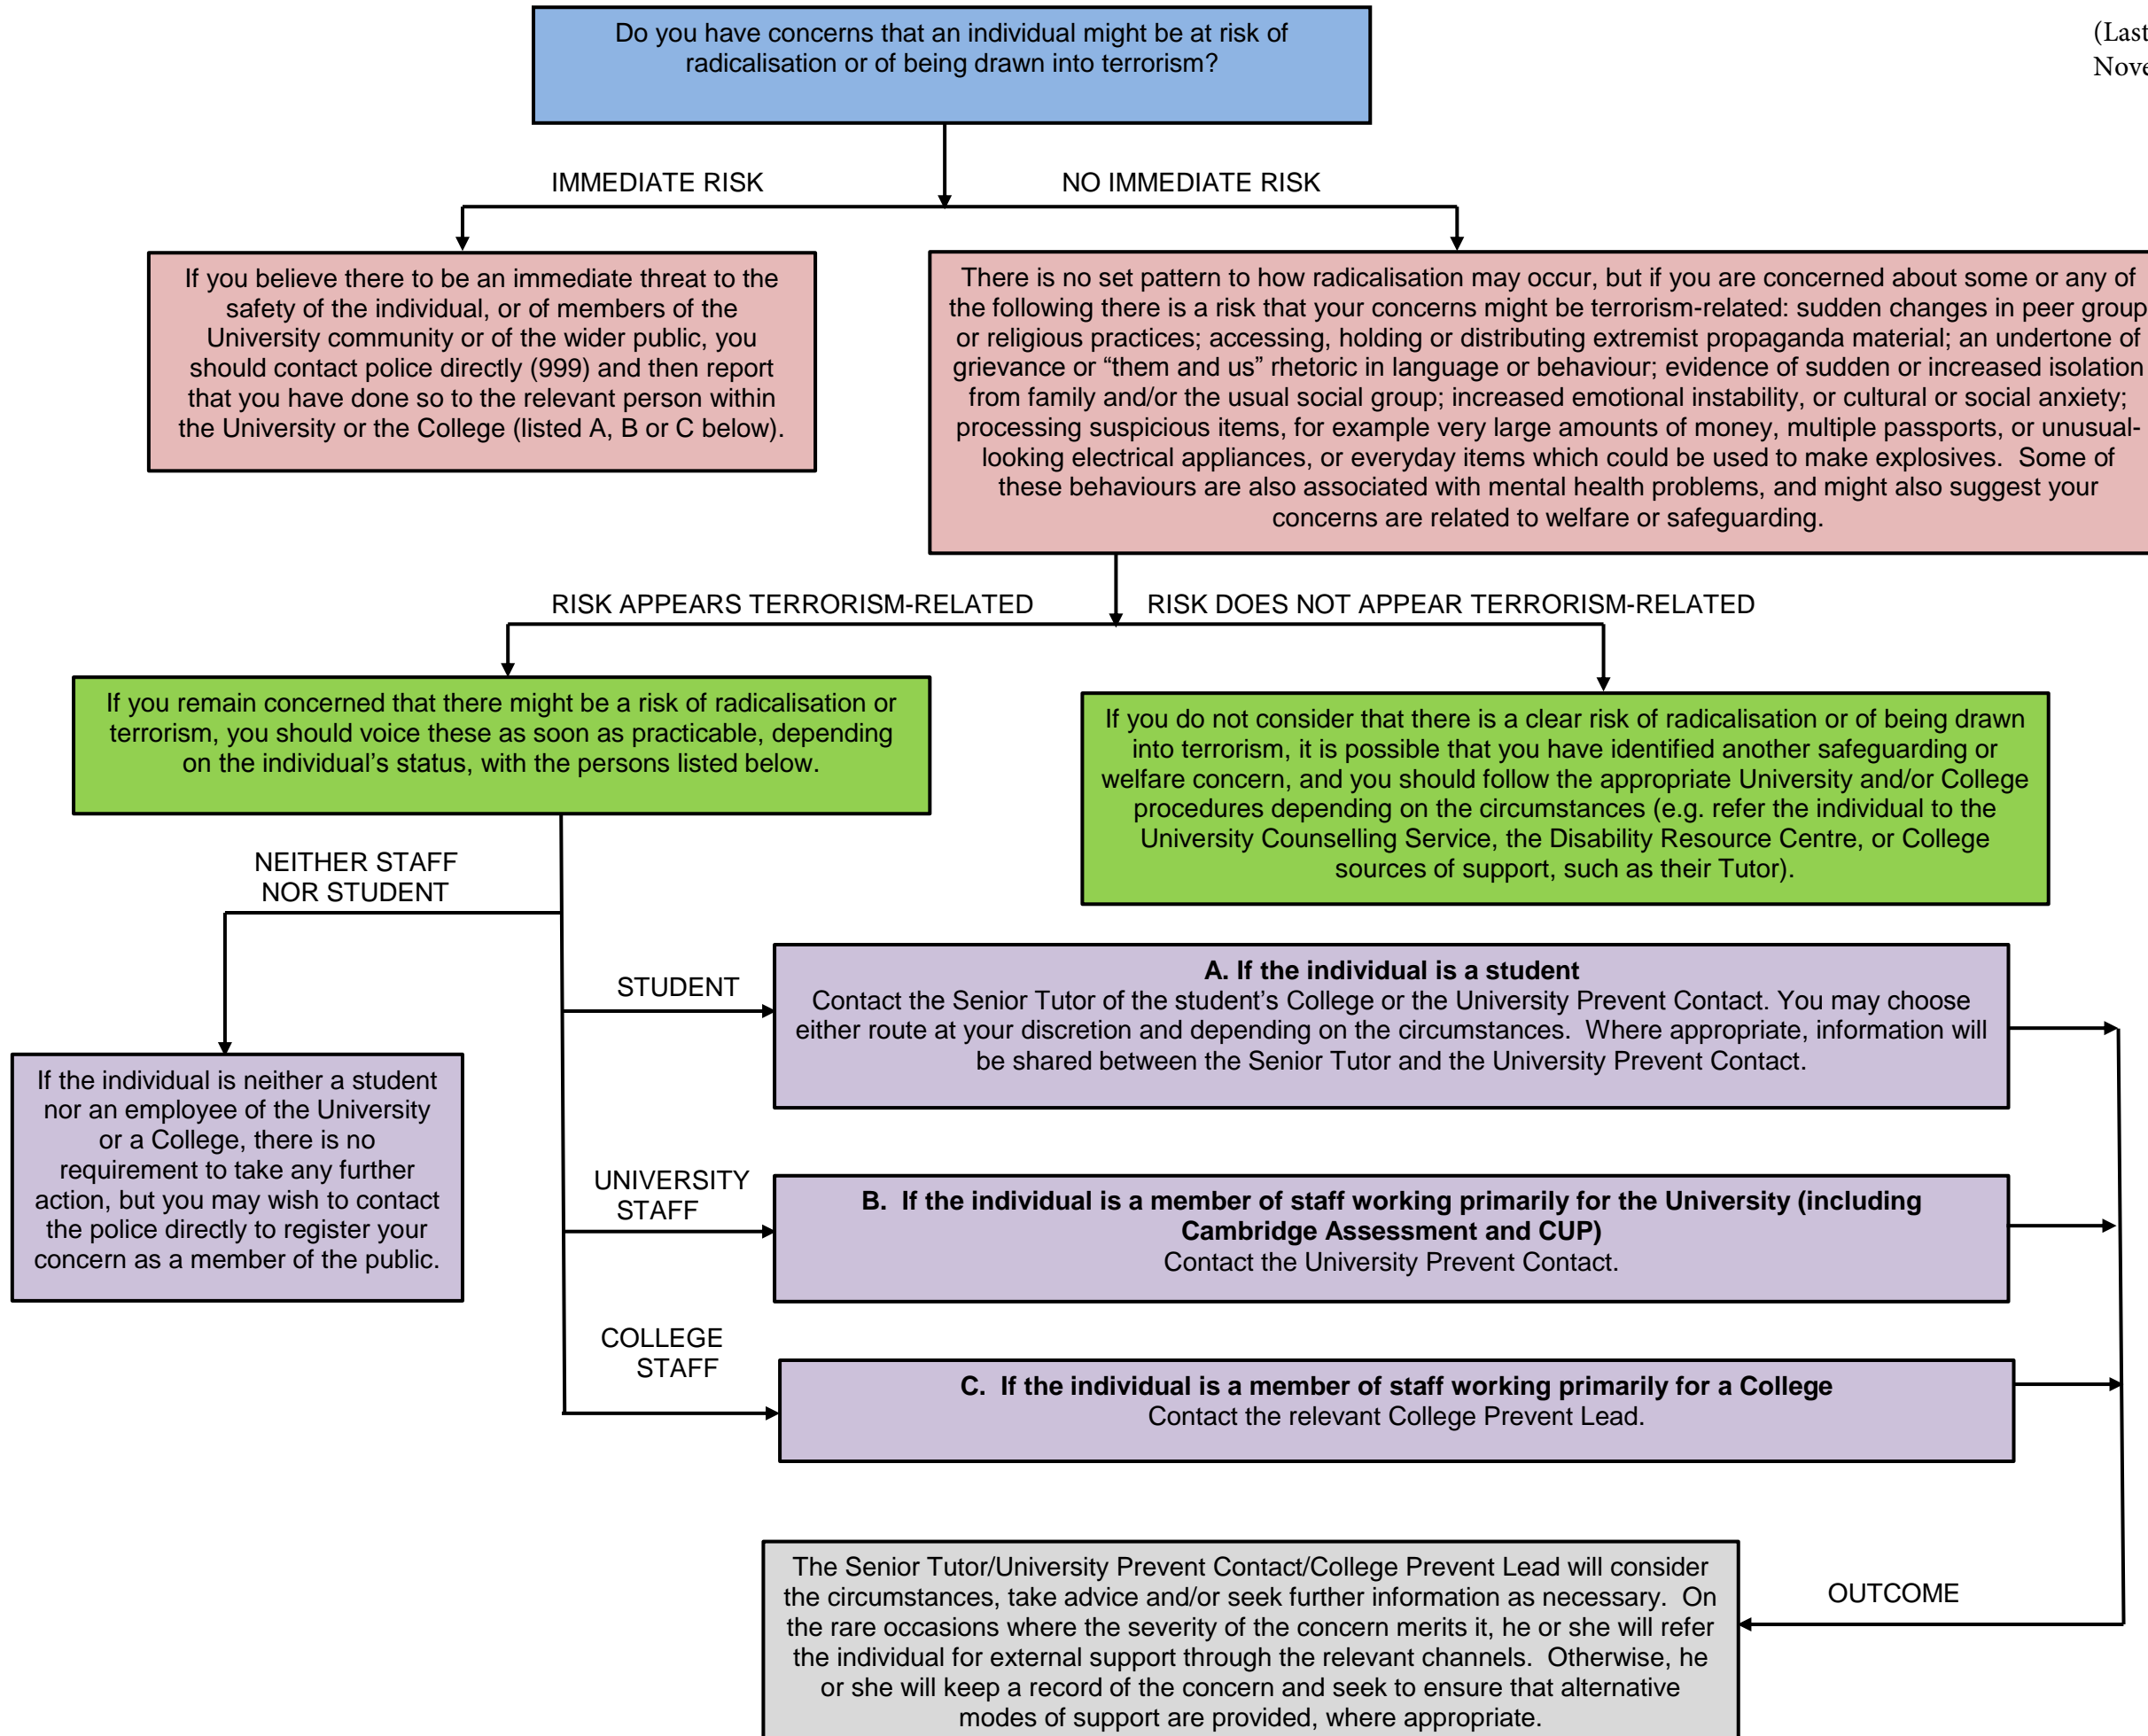 Do you have concerns that an individual might be at risk of
radicalisation or of being drawn into terrorism?
(Last
IMMEDIATE RISK
NO IMMEDIATE RISK
If you believe there to be an immediate threat to the
safety of the individual, or of members of the
University community or of the wider public, you
should contact police directly (999) and then report
that you have done so to the relevant person within
the University or the College (listed A, B or C below).
There is no set pattern to how radicalisation may occur, but if you are concerned about some or any of
the following there is a risk that your concerns might be terrorism-related: sudden changes in peer group
or religious practices; accessing, holding or distributing extremist propaganda material; an undertone of
grievance or “them and us” rhetoric in language or behaviour; evidence of sudden or increased isolation
from family and/or the usual social group; increased emotional instability, or cultural or social anxiety;
processing suspicious items, for example very large amounts of money, multiple passports, or unusual-
looking electrical appliances, or everyday items which could be used to make explosives.  Some of
these behaviours are also associated with mental health problems, and might also suggest your
concerns are related to welfare or safeguarding.
RISK APPEARS TERRORISM-RELATED
RISK DOES NOT APPEAR TERRORISM-RELATED
If you remain concerned that there might be a risk of radicalisation or
terrorism, you should voice these as soon as practicable, depending
on the individual’s status, with the persons listed below.
If you do not consider that there is a clear risk of radicalisation or of being drawn
into terrorism, it is possible that you have identified another safeguarding or
welfare concern, and you should follow the appropriate University and/or College
procedures depending on the circumstances (e.g. refer the individual to the
University Counselling Service, the Disability Resource Centre, or College
sources of support, such as their Tutor).
NEITHER STAFF
NOR STUDENT
If the individual is neither a student
nor an employee of the University
or a College, there is no
requirement to take any further
action, but you may wish to contact
the police directly to register your
concern as a member of the public.
STUDENT
A. If the individual is a student
Contact the Senior Tutor of the student’s College or the University Prevent Contact. You may choose
either route at your discretion and depending on the circumstances.  Where appropriate, information will
be shared between the Senior Tutor and the University Prevent Contact.
UNIVERSITY
STAFF
B.  If the individual is a member of staff working primarily for the University (including
Cambridge Assessment and CUP)
Contact the University Prevent Contact.
COLLEGE
STAFF
C.  If the individual is a member of staff working primarily for a College
Contact the relevant College Prevent Lead.
The Senior Tutor/University Prevent Contact/College Prevent Lead will consider
the circumstances, take advice and/or seek further information as necessary.  On
the rare occasions where the severity of the concern merits it, he or she will refer
the individual for external support through the relevant channels.  Otherwise, he
or she will keep a record of the concern and seek to ensure that alternative
modes of support are provided, where appropriate.
OUTCOME